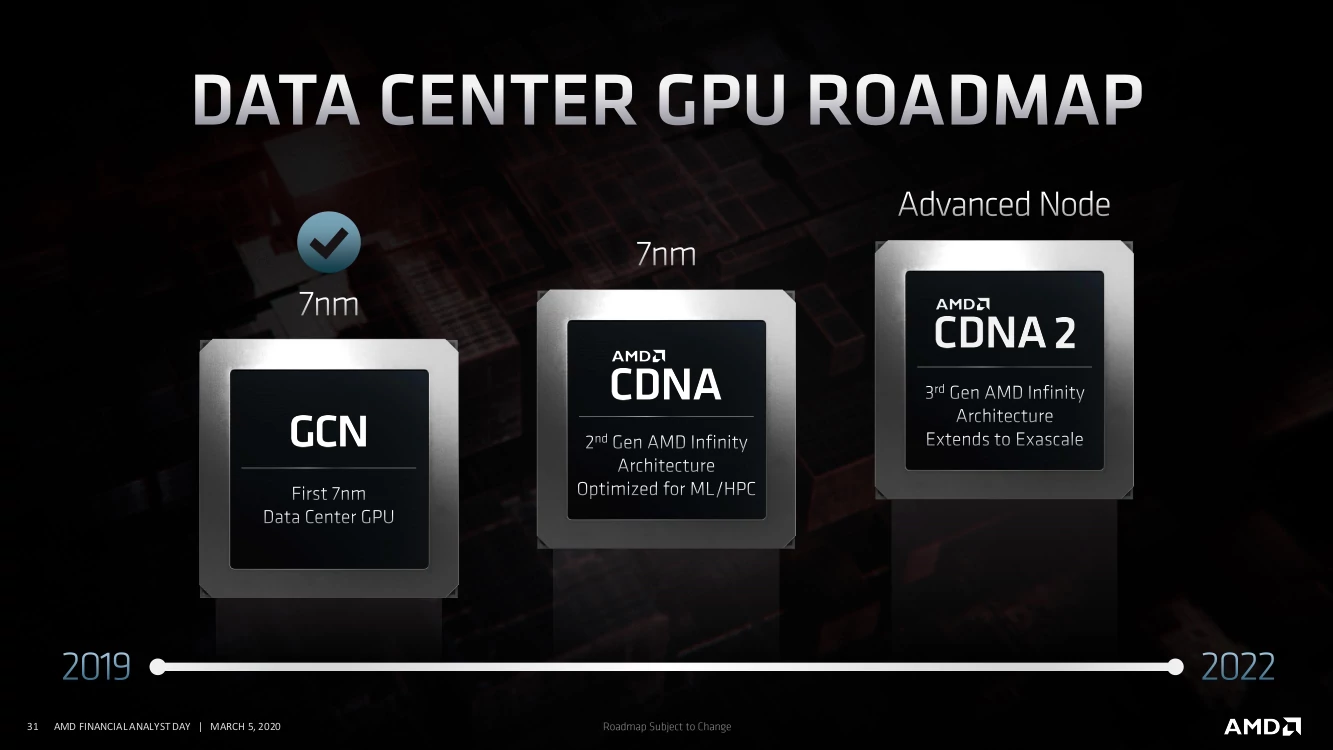 DATA CENTER GPU ROADMAP
Advanced Node
7nm
7nm
GCN
First 7nm
Data Center GPU
AMD
CDNA
2nd Gen AMD Infinity
Architecture
Optimized for ML/HPC
AMD
CDNA 2
3rd Gen AMD Infinity
Architecture
Extends to Exascale
2019
2022
31 AMD FINANCIAL ANALYST DAY | MARCH 5, 2020
Roadmap Subject to Change
AMD